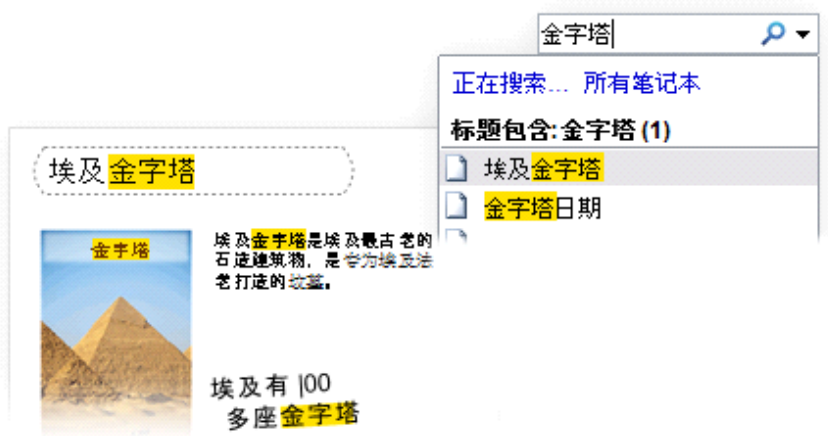 金字塔
正在搜索... 所有笔记本
标题包含:金字塔 (1)
埃及金字塔
金字塔日期
埃及金字塔
金字塔
埃及金字塔是埃及最古老的
石造建筑物，是专为埃及法
老打造的坟墓。
埃及有 100
多座金字塔